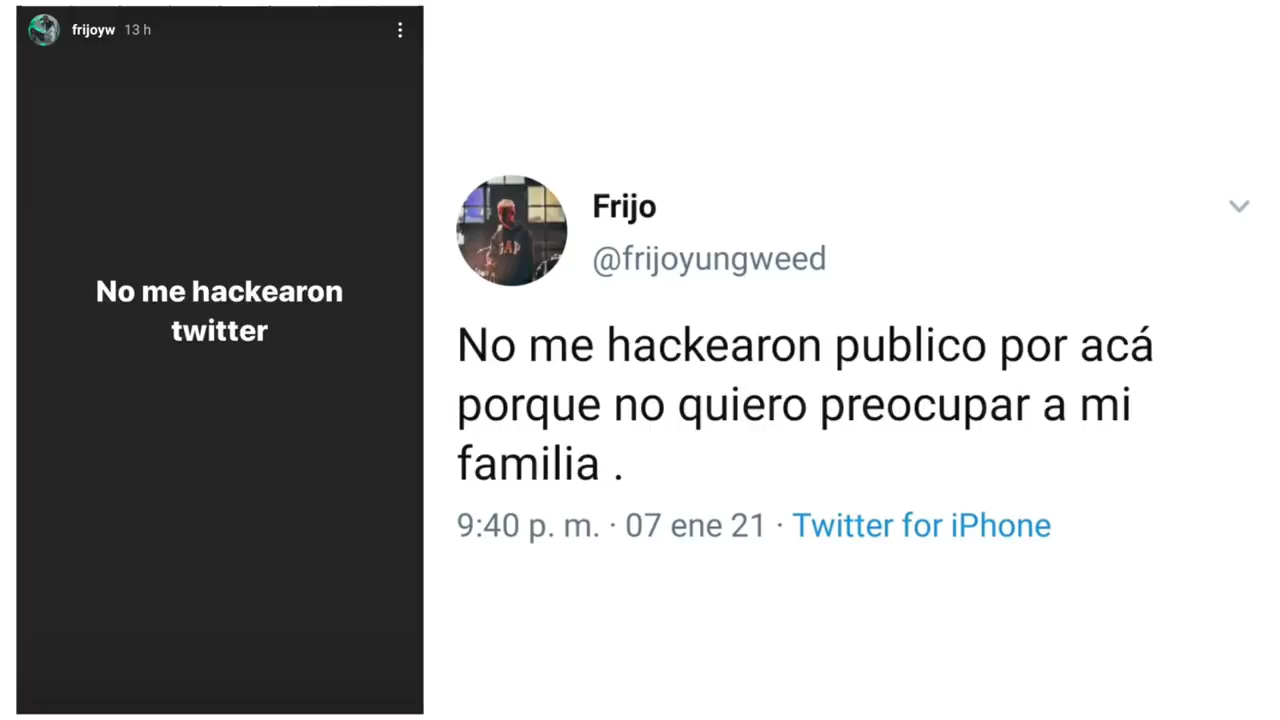 frijoyw 13 h
No me hackearon
twitter
Frijo
@frijoyungweed
No me hackearon publico por acá
porque no quiero preocupar a mi
familia .
9:40 p. m. · 07 ene 21 · Twitter for iPhone